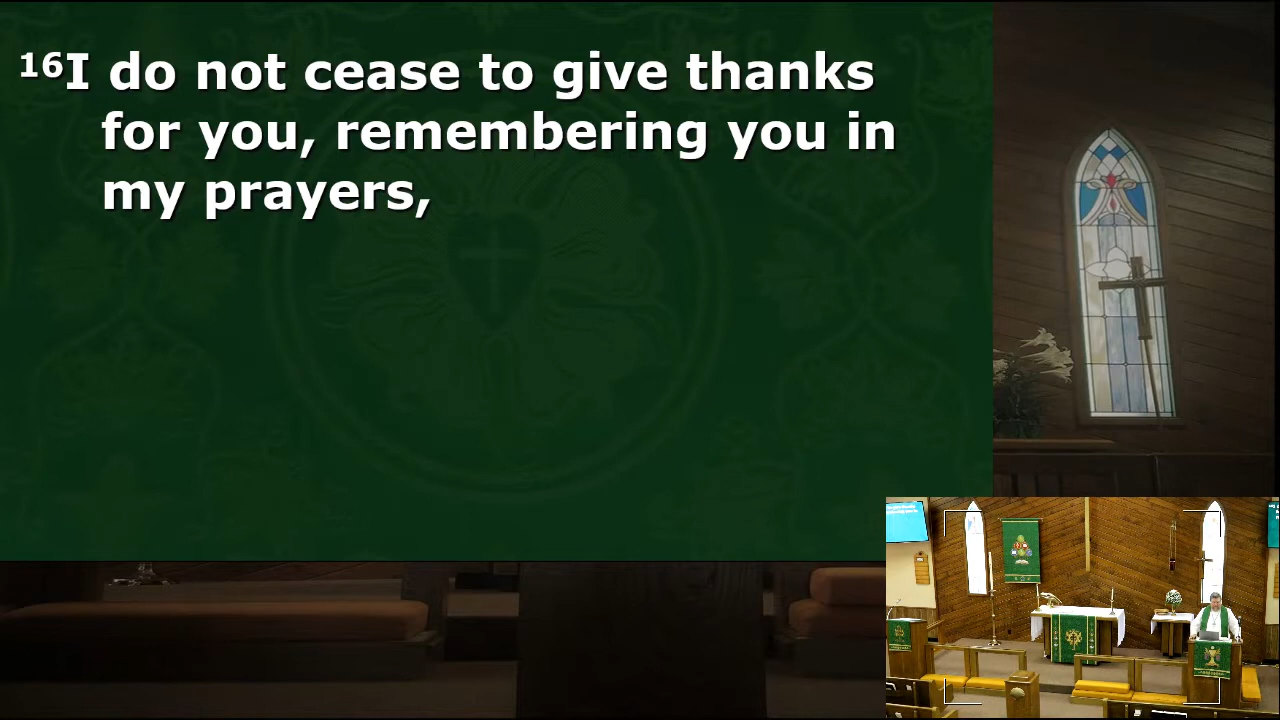 16I do not cease to give thanks
for you, remembering you in
my prayers,